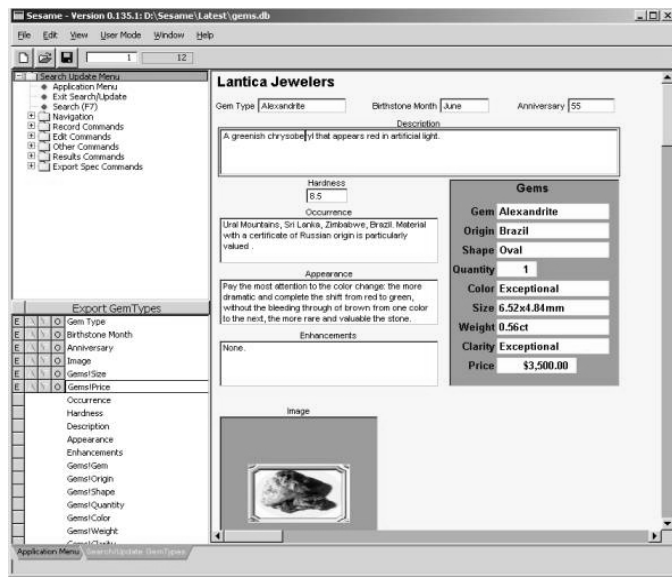 Sesame - Version 0.135.1: D:\Sesame\Latest\gems.db
File Edit View User Mode Window Help
1 12
Search Update Menu
Application Menu
Exit Search/Update
Search (F7)
Navigation
Record Commands
Edit Commands
Other Commands
Results Commands
Export Spec Commands
Export GemTypes
E O Gem Type
E O Birthstone Month
E O Anniversary
E O Image
E O Gems!Size
E O Gems!Price
Occurrence
Hardness
Description
Appearance
Enhancements
Gems!Gem
Gems!Origin
Gems!Shape
Gems!Quantity
Gems!Color
Gems!Weight
Gems!Clarity
Lantica Jewelers
Gem Type Alexandrite Birthstone Month June Anniversary 55
Description
A greenish chrysoberyl that appears red in artificial light.
Hardness
8.5
Occurrence
Ural Mountains, Sri Lanka, Zimbabwe, Brazil. Material
with a certificate of Russian origin is particularly
valued .
Appearance
Pay the most attention to the color change: the more
dramatic and complete the shift from red to green,
without the bleeding through of brown from one color
to the next, the more rare and valuable the stone.
Enhancements
None.
Gems
Gem Alexandrite
Origin Brazil
Shape Oval
Quantity 1
Color Exceptional
Size 6.52x4.84mm
Weight 0.56ct
Clarity Exceptional
Price $3,500.00
Image
Application Menu Search/Update GemTypes